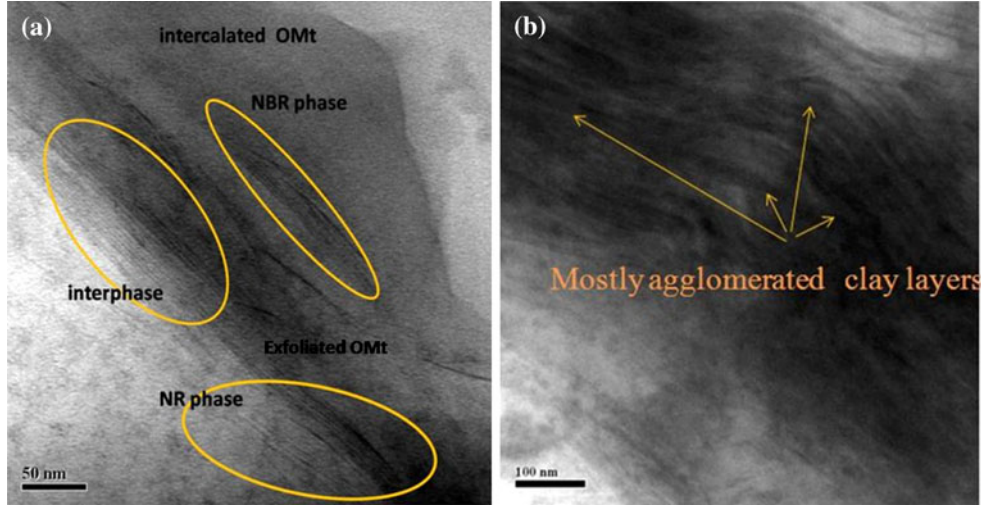 (a)
intercalated OMt
NBR phase
interphase
Exfoliated OMt
NR phase
50 nm
(b)
Mostly agglomerated clay layers
100 nm